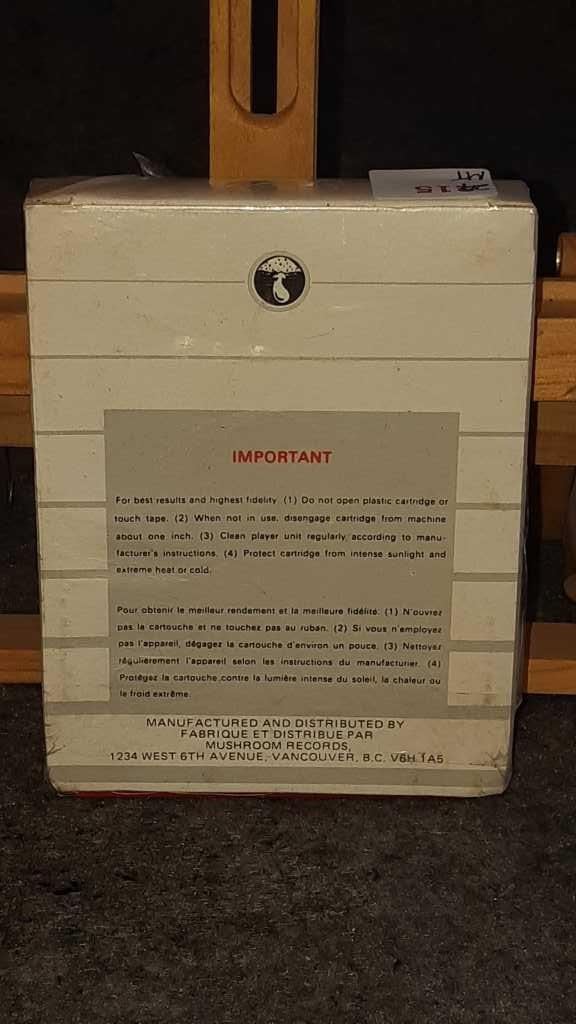 15
IMPORTANT
For best results and highest fidelity (1) Do not open plastic cartridge or
touch tape. (2) When not in use, disengage cartridge from machine
about one inch. (3) Clean player unit regularly according to manu-
facturer's instructions. (4) Protect cartridge from intense sunlight and
extreme heat or cold.
Pour obtenir le meilleur rendement et la meilleure fidélité: (1) N'ouvrez
pas la cartouche et ne touchez pas au ruban. (2) Si vous n'employez
pas l'appareil, dégagez la cartouche d'environ un pouce. (3) Nettoyez
régulièrement l'appareil selon les instructions du manufacturier. (4)
Protégez la cartouche contre la lumière intense du soleil, la chaleur ou
le froid extrême.
MANUFACTURED AND DISTRIBUTED BY
FABRIQUE ET DISTRIBUE PAR
MUSHROOM RECORDS,
1234 WEST 6TH AVENUE, VANCOUVER, B.C. V6H 1A5